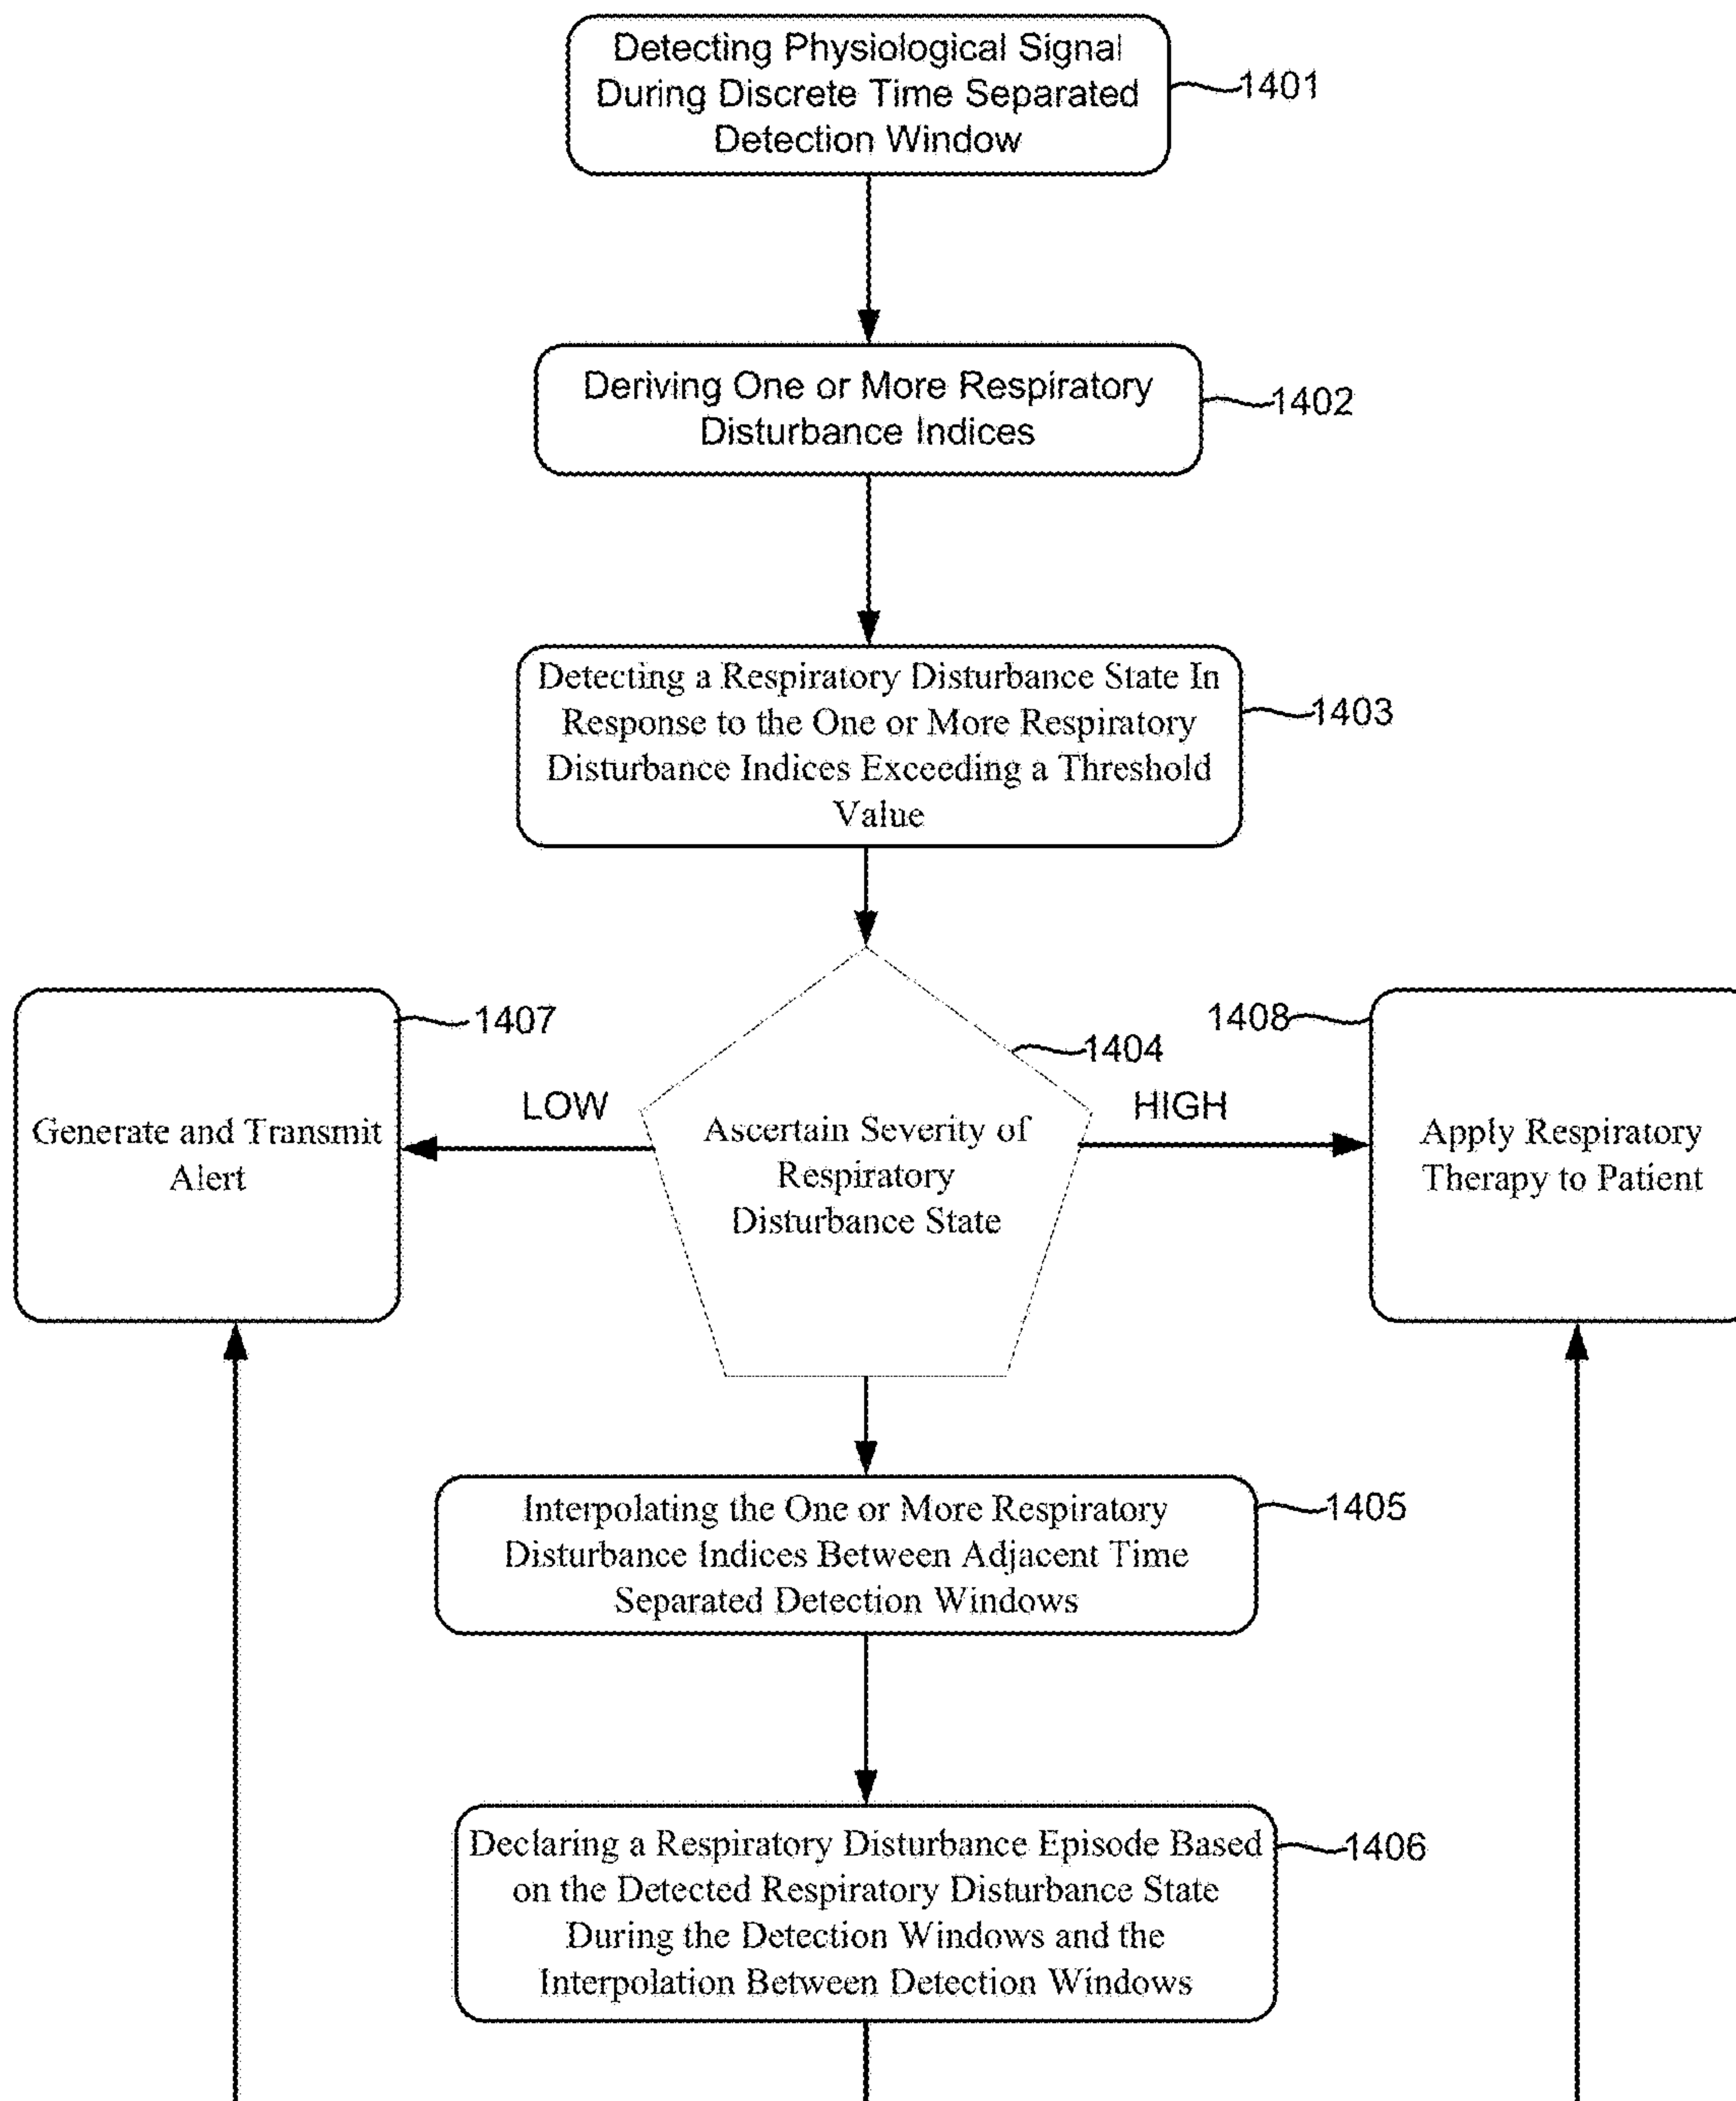 Detecting Physiological Signal
During Discrete Time Separated
Detection Window
1401
Deriving One or More Respiratory
Disturbance Indices
1402
Detecting a Respiratory Disturbance State In
Response to the One or More Respiratory
Disturbance Indices Exceeding a Threshold
Value
1403
1407
Generate and Transmit
Alert
LOW
1404
Ascertain Severity of
Respiratory
Disturbance State
HIGH
1408
Apply Respiratory
Therapy to Patient
Interpolating the One or More Respiratory
Disturbance Indices Between Adjacent Time
Separated Detection Windows
1405
Declaring a Respiratory Disturbance Episode Based
on the Detected Respiratory Disturbance State
During the Detection Windows and the
Interpolation Between Detection Windows
1406